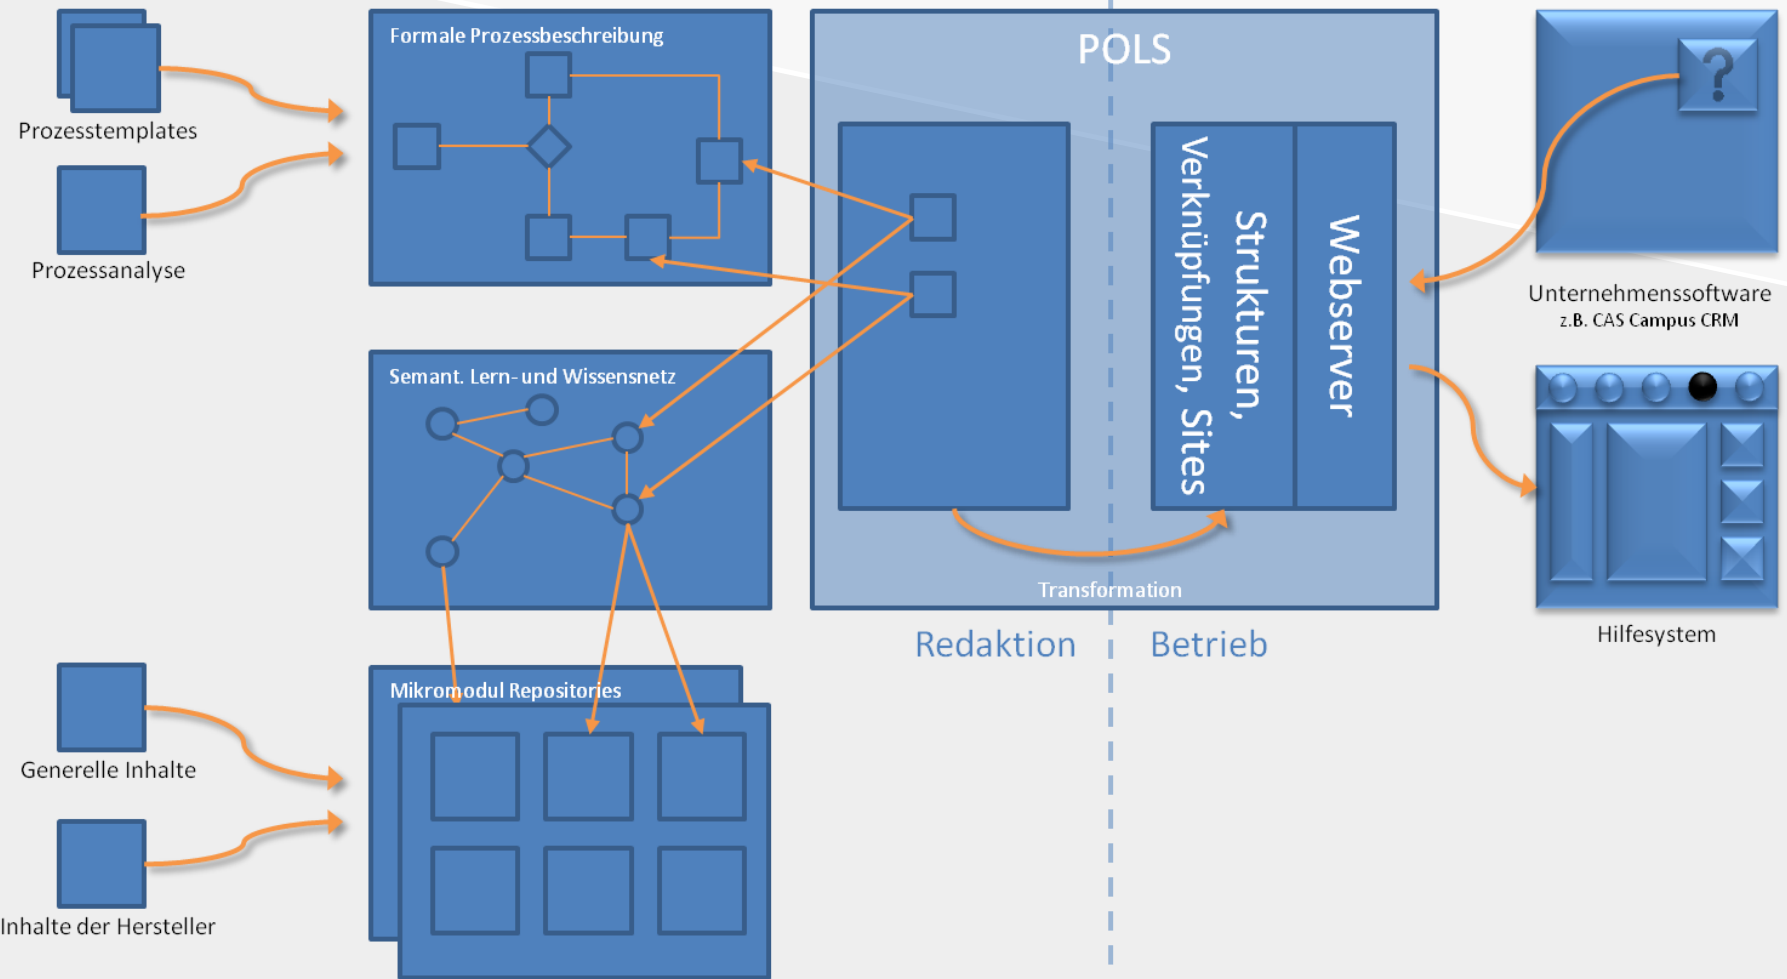 Prozesstemplates
Prozessanalyse
Formale Prozessbeschreibung
Semant. Lern- und Wissensnetz
Generelle Inhalte
Inhalte der Hersteller
Mikromodul Repositories
POLS
Verknüpfungen, Sites
Strukturen,
Webserver
Transformation
Redaktion
Betrieb
?
Unternehmenssoftware
z.B. CAS Campus CRM
Hilfesystem